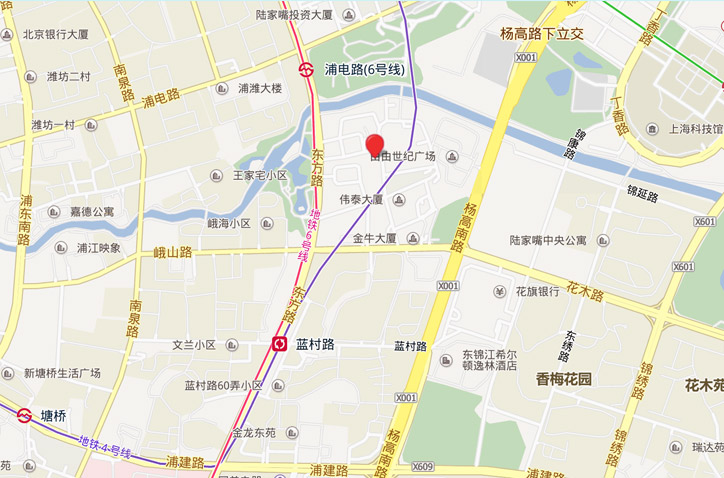 陆家嘴投资大厦
北京银行大厦
杨高路下立交
丁香路
X001
潍坊二村
南泉路
浦电路(6号线)
浦潍大楼
浦电路
丁香路
潍坊一村
上海科技馆
锦康路
由由世纪广场
东方路
王家宅小区
锦延路
浦东南路
嘉德公寓
伟泰大厦
杨高南路
峨海小区
地铁6号线
浦江映象
峨山路
金牛大厦
陆家嘴中央公寓
X601
X001
花旗银行
花木路
X601
东方路
南泉路
文兰小区
蓝村路
蓝村路
东绣路
东锦江希尔
顿逸林酒店
新塘桥生活广场
蓝村路60弄小区
香梅花园
锦绣路
花木苑
X001
塘桥
地铁4号线
金龙东苑
杨高南路
锦绣路
瑞达苑
苑
浦建路
浦建路
X609